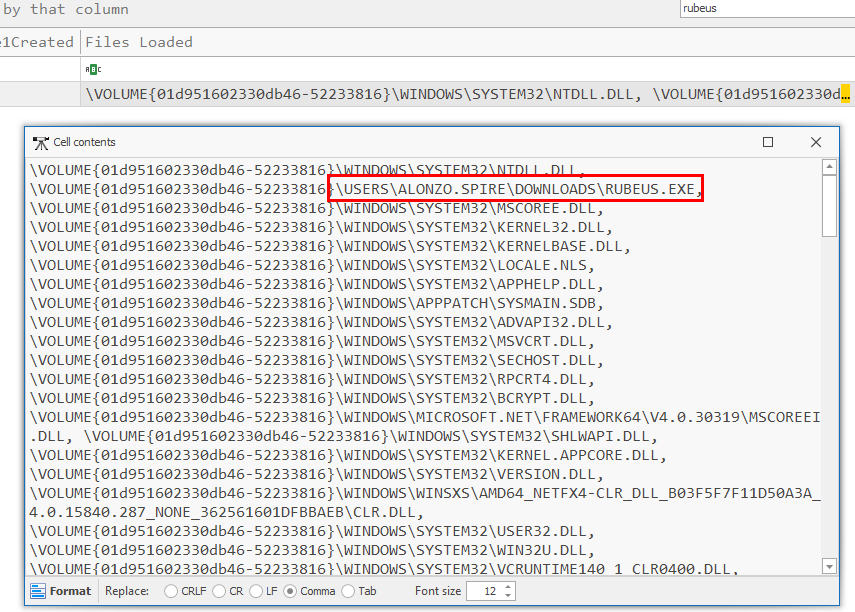 by that column
rubeus
e1Created
Files Loaded
\VOLUME{01d951602330db46-52233816}\WINDOWS\SYSTEM32\NTDLL.DLL, \VOLUME{01d951602330d…
Cell contents
\VOLUME{01d951602330db46-52233816}\WINDOWS\SYSTEM32\NTDLL.DLL,
\VOLUME{01d951602330db46-52233816}\USERS\ALONZO.SPIRE\DOWNLOADS\RUBEUS.EXE,
\VOLUME{01d951602330db46-52233816}\WINDOWS\SYSTEM32\MSCOREE.DLL,
\VOLUME{01d951602330db46-52233816}\WINDOWS\SYSTEM32\KERNEL32.DLL,
\VOLUME{01d951602330db46-52233816}\WINDOWS\SYSTEM32\KERNELBASE.DLL,
\VOLUME{01d951602330db46-52233816}\WINDOWS\SYSTEM32\LOCALE.NLS,
\VOLUME{01d951602330db46-52233816}\WINDOWS\SYSTEM32\APPHELP.DLL,
\VOLUME{01d951602330db46-52233816}\WINDOWS\APPPATCH\SYSMAIN.SDB,
\VOLUME{01d951602330db46-52233816}\WINDOWS\SYSTEM32\ADVAPI32.DLL,
\VOLUME{01d951602330db46-52233816}\WINDOWS\SYSTEM32\MSVCRT.DLL,
\VOLUME{01d951602330db46-52233816}\WINDOWS\SYSTEM32\SECHOST.DLL,
\VOLUME{01d951602330db46-52233816}\WINDOWS\SYSTEM32\RPCRT4.DLL,
\VOLUME{01d951602330db46-52233816}\WINDOWS\SYSTEM32\BCRYPT.DLL,
\VOLUME{01d951602330db46-52233816}\WINDOWS\MICROSOFT.NET\FRAMEWORK64\V4.0.30319\MSCOREEI
.DLL, \VOLUME{01d951602330db46-52233816}\WINDOWS\SYSTEM32\SHLWAPI.DLL,
\VOLUME{01d951602330db46-52233816}\WINDOWS\SYSTEM32\KERNEL.APPCORE.DLL,
\VOLUME{01d951602330db46-52233816}\WINDOWS\SYSTEM32\VERSION.DLL,
\VOLUME{01d951602330db46-52233816}\WINDOWS\WINSXS\AMD64_NETFX4-CLR_DLL_B03F5F7F11D50A3A_
4.0.15840.287_NONE_362561601DFBBAEB\CLR.DLL,
\VOLUME{01d951602330db46-52233816}\WINDOWS\SYSTEM32\USER32.DLL,
\VOLUME{01d951602330db46-52233816}\WINDOWS\SYSTEM32\WIN32U.DLL,
\VOLUME{01d951602330db46-52233816}\WINDOWS\SYSTEM32\VCRUNTIME140_1_CLR0400.DLL,
Format Replace: CRLF CR LF Comma Tab Font size 12